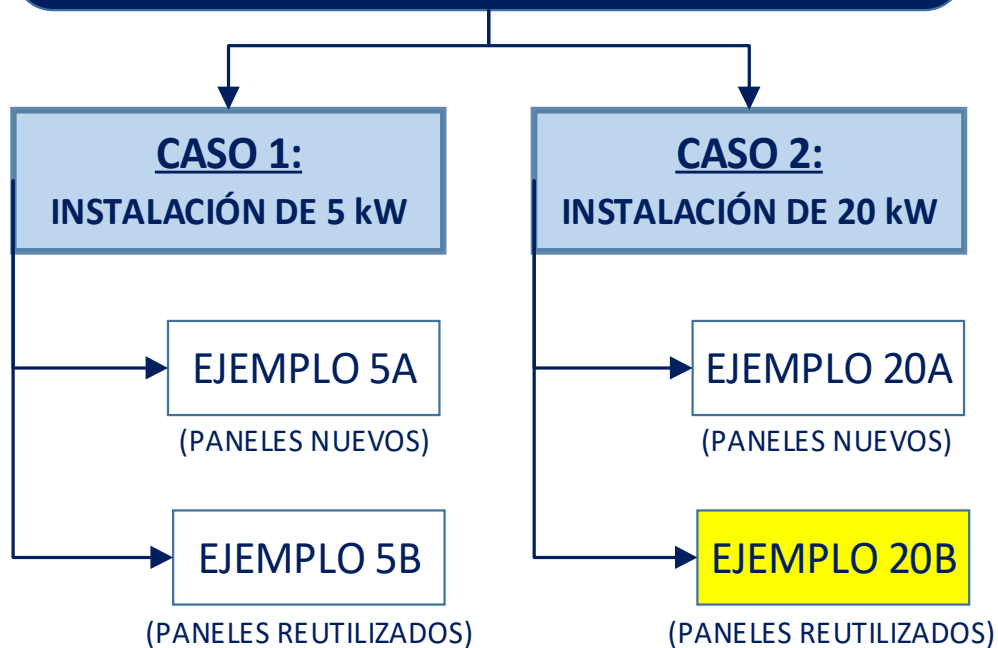 CASO 1:
INSTALACIÓN DE 5 kW
EJEMPLO 5A
(PANELES NUEVOS)
EJEMPLO 5B
(PANELES REUTILIZADOS)
CASO 2:
INSTALACIÓN DE 20 kW
EJEMPLO 20A
(PANELES NUEVOS)
EJEMPLO 20B
(PANELES REUTILIZADOS)